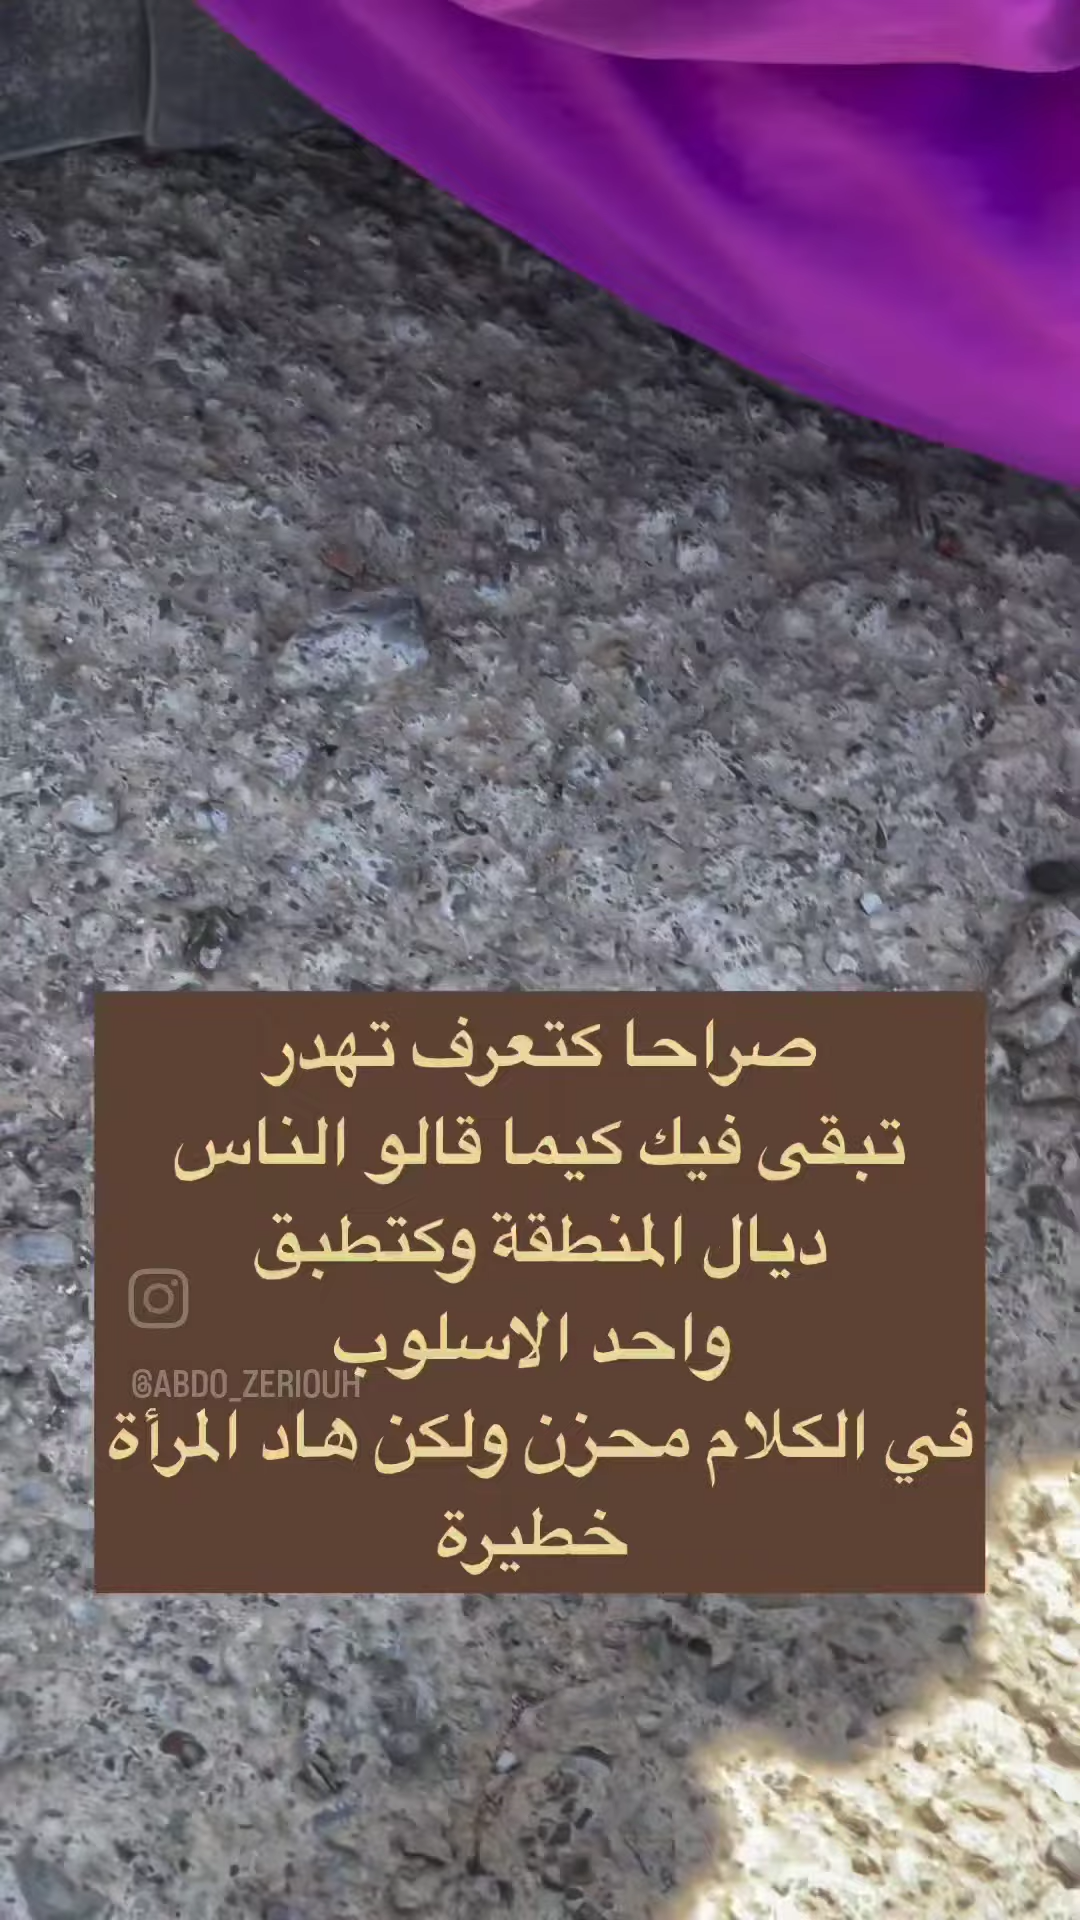 صراحا كتعرف تهدر
تبقى فيك كيما قالو الناس
ديال المنطقة وكتطبق
واحد الاسلوب
@ABDO_ZERIOUH
في الكلام محزن ولكن هاد المرأة
خطيرة